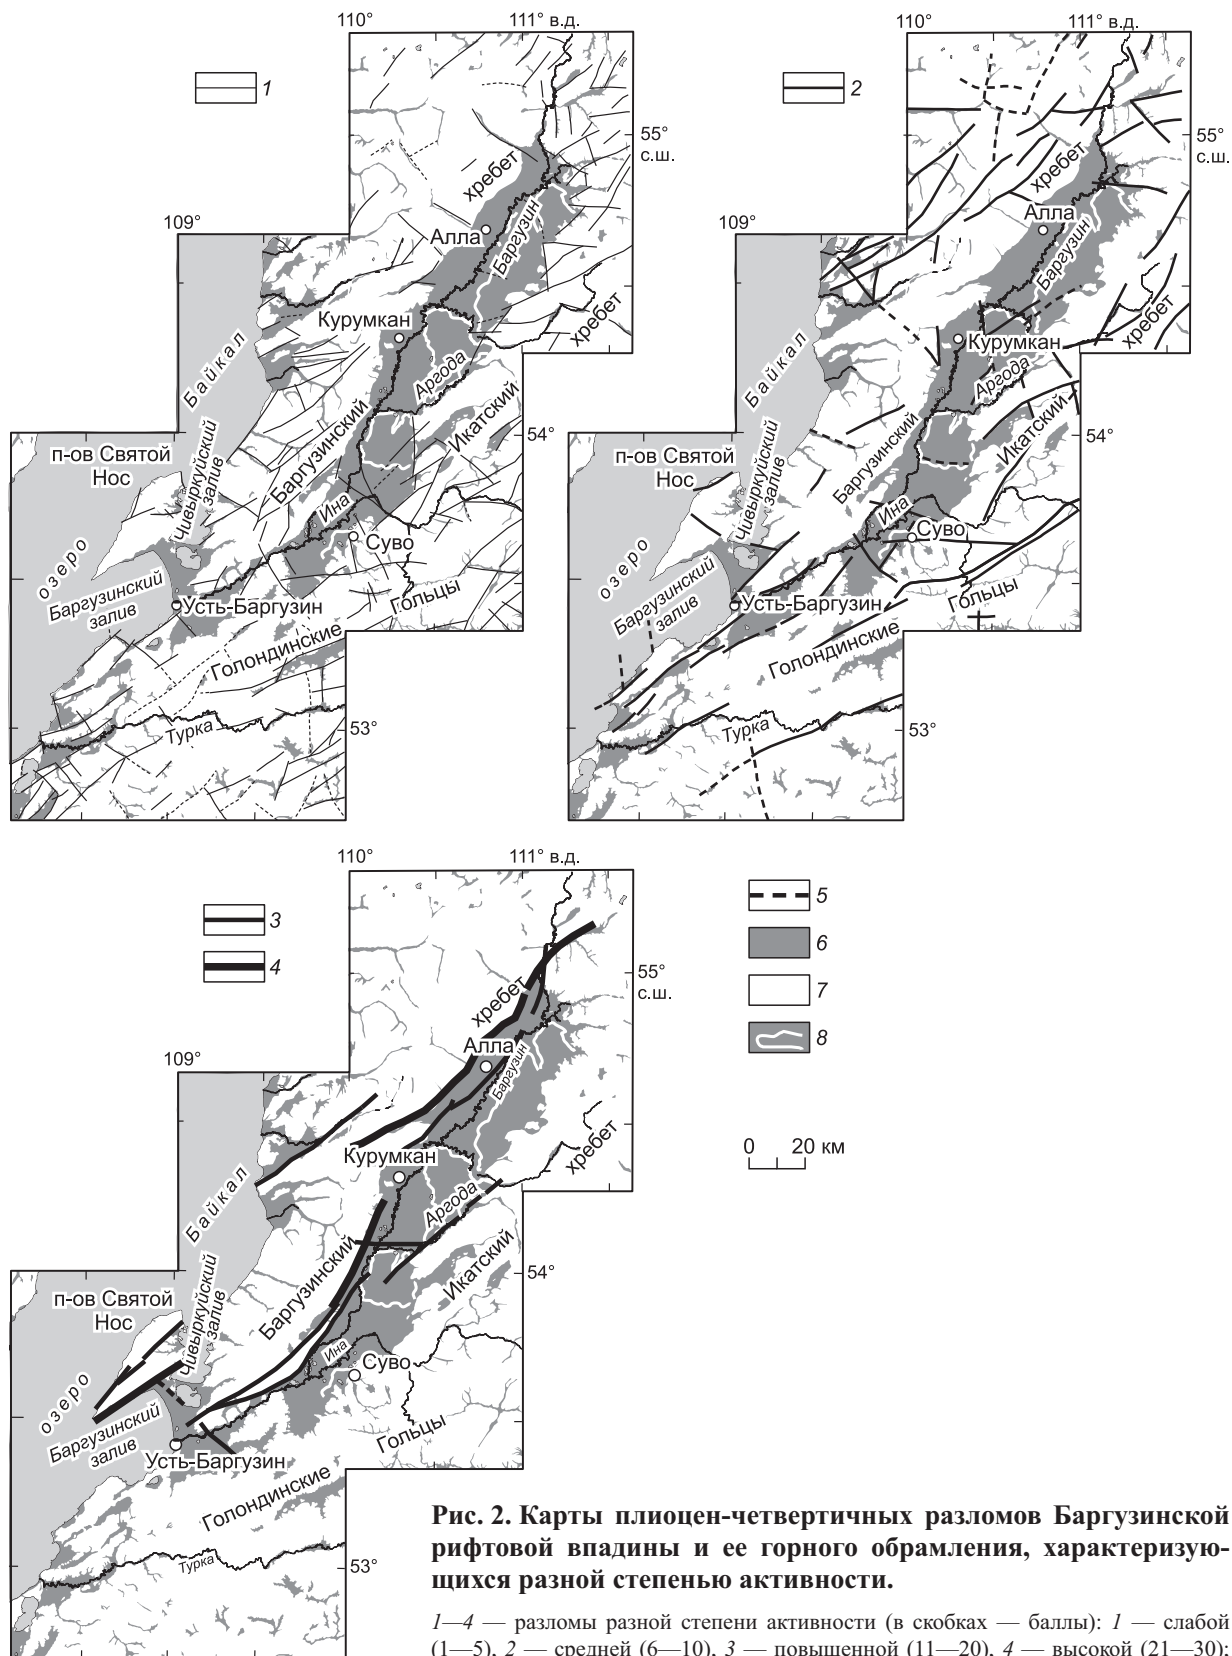 110°
111° в.д.
1
55°
с.ш.
хребет
109°
Алла
Баргузин
Курумкан
хребет
Байкал
Аргода
Баргузинский
Икатский
54°
п-ов Святой
Нос
Чивыркуйский
залив
Ина
Суво
озеро
Баргузинский
залив
Усть-Баргузин
Гольцы
Голондинские
Турка
53°
110°
111° в.д.
2
55°
с.ш.
хребет
109°
Алла
Баргузин
Курумкан
хребет
Байкал
Аргода
Баргузинский
Икатский
54°
п-ов Святой
Нос
Чивыркуйский
залив
Ина
Суво
озеро
Баргузинский
залив
Усть-Баргузин
Гольцы
Голондинские
Турка
53°
110°
111° в.д.
3
4
55°
с.ш.
хребет
109°
Алла
Баргузин
Курумкан
хребет
Байкал
Аргода
Баргузинский
Икатский
54°
п-ов Святой
Нос
Чивыркуйский
залив
Ина
Суво
озеро
Баргузинский
залив
Усть-Баргузин
Гольцы
Голондинские
Турка
53°
5
6
7
8
0 20 км
Рис. 2. Карты плиоцен-четвертичных разломов Баргузинской
рифтовой впадины и ее горного обрамления, характеризую-
щихся разной степенью активности.
1—4 — разломы разной степени активности (в скобках — баллы): 1 — слабой
(1—5), 2 — средней (6—10), 3 — повышенной (11—20), 4 — высокой (21—30);